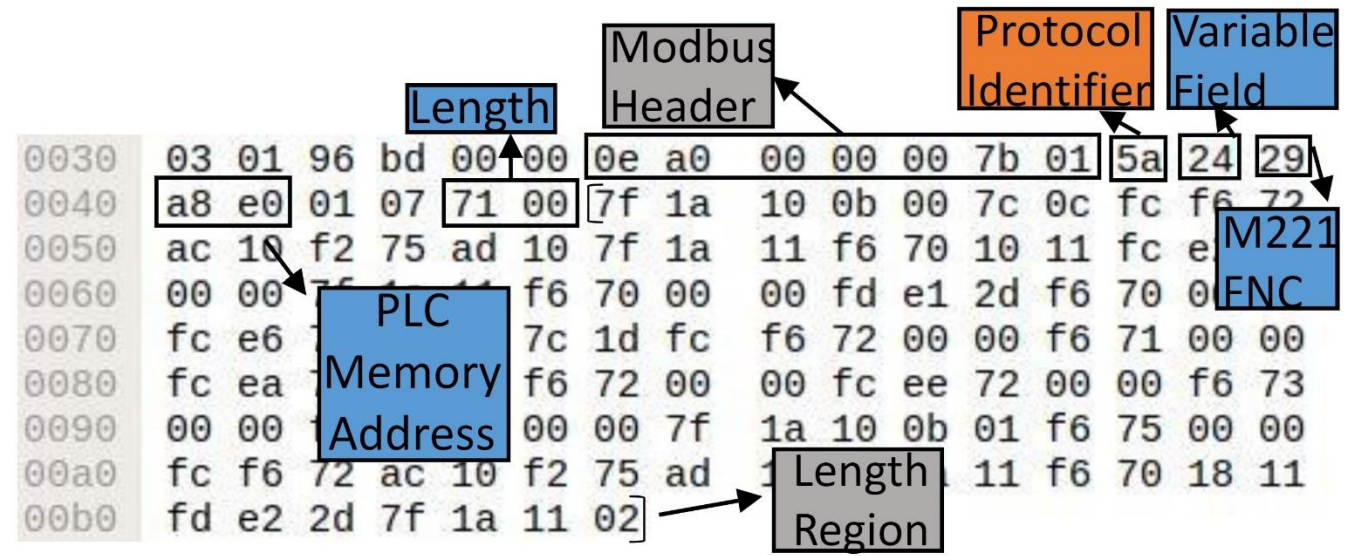 Modbus
Header
Protocol
Identifier
Variable
Field
Length
0030 03 01 96 bd 00 00 0e a0 00 00 00 7b 01 5a 24 29
0040 a8 e0 01 07 71 00 [7f 1a 10 0b 00 7c 0c fc f6 72
0050 ac 10 f2 75 ad 10 7f 1a 11 f6 70 10 11 fc
M221
FNC
0060 00 00 f6 70 00 00 fd e1 2d f6 70
PLC
Memory
Address
0070 fc e6 7c 1d fc f6 72 00 00 f6 71 00 00
0080 fc ea f6 72 00 00 fc ee 72 00 00 f6 73
0090 00 00 00 00 7f 1a 10 0b 01 f6 75 00 00
00a0 fc f6 72 ac 10 f2 75 ad 11 f6 70 18 11
Length
Region
00b0 fd e2 2d 7f 1a 11 02]